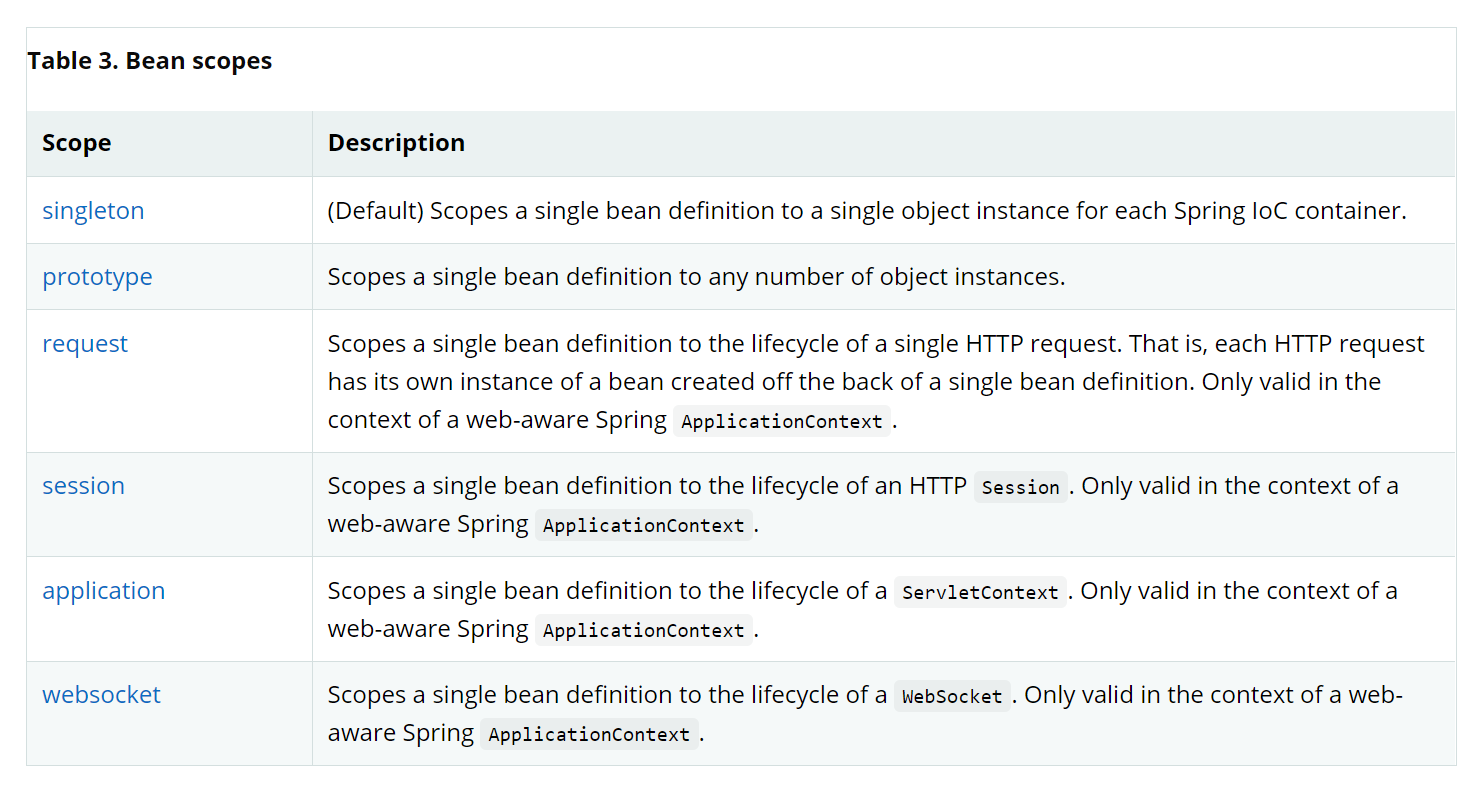 Table 3. Bean scopes
Scope Description
singleton (Default) Scopes a single bean definition to a single object instance for each Spring IoC container.
prototype Scopes a single bean definition to any number of object instances.
request Scopes a single bean definition to the lifecycle of a single HTTP request. That is, each HTTP request
has its own instance of a bean created off the back of a single bean definition. Only valid in the
context of a web-aware Spring ApplicationContext.
session Scopes a single bean definition to the lifecycle of an HTTP Session. Only valid in the context of a
web-aware Spring ApplicationContext.
application Scopes a single bean definition to the lifecycle of a ServletContext. Only valid in the context of a
web-aware Spring ApplicationContext.
websocket Scopes a single bean definition to the lifecycle of a WebSocket. Only valid in the context of a web-
aware Spring ApplicationContext.